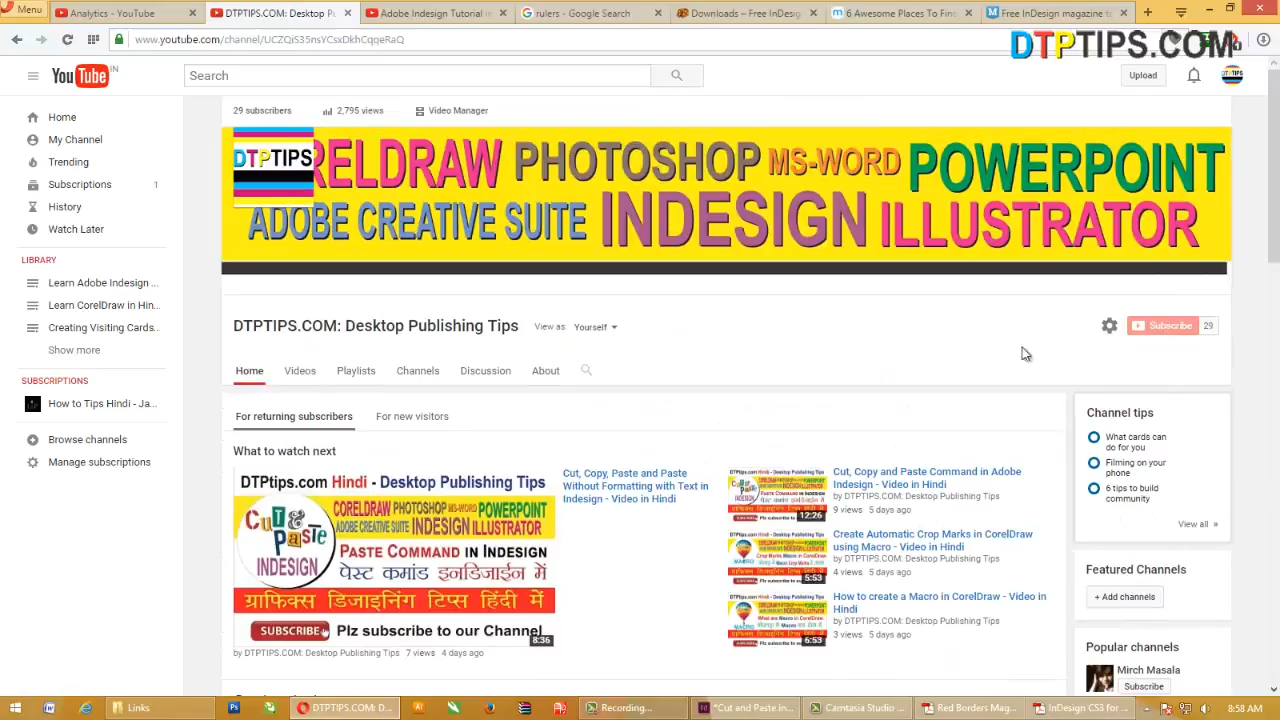 Menu
YouTube Analytics - YouTube
DTPTIPS.COM: Desktop P
Adobe Indesign Tutorial in
rulers - Google Search
Downloads – freewe
6 Awesome Places To Find
Free InDesign magazine te
www.youtube.com/channel/UCZQiS35nsYCsxDkhCqqeRaQ
DTPTIPS.COM
YouTube IN
Search
Upload
DTPTIPS
Home
My Channel
Trending
Subscriptions 1
History
Watch Later
LIBRARY
Learn Adobe Indesign ...
Learn CorelDraw in Hin...
Creating Visiting Cards...
Show more
SUBSCRIPTIONS
How to Tips Hindi - Ja...
Browse channels
Manage subscriptions
29 subscribers 2,795 views Video Manager
DTPTIPS
RELDRAW PHOTOSHOP MS-WORD POWERPOINT
ADOBE CREATIVE SUITE INDESIGN ILLUSTRATOR
DTPTIPS.COM: Desktop Publishing Tips View as Yourself
Subscribe 29
Home Videos Playlists Channels Discussion About
For returning subscribers For new visitors
What to watch next
DTPtips.com Hindi - Desktop Publishing Tips
CORELDRAW PHOTOSHOP MS-WORD POWERPOINT
ADOBE CREATIVE SUITE INDESIGN ILLUSTRATOR
Cut Copy Paste
INDESIGN
PASTE COMMAND IN INDESIGN
कमांड इनडिजाईन में
ग्राफिक डिजाइनिंग टिप्स हिंदी में
SUBSCRIBE
subscribe to our Channel
8:36
by DTPTIPS.COM: Desktop Publishing Tips 7 views 4 days ago
Cut, Copy, Paste and Paste
Without Formatting with Text in
Indesign - Video in Hindi
12:26
Cut, Copy and Paste Command in Adobe
Indesign - Video in Hindi
by DTPTIPS.COM: Desktop Publishing Tips
9 views 5 days ago
5:53
Create Automatic Crop Marks in CorelDraw
using Macro - Video in Hindi
by DTPTIPS.COM: Desktop Publishing Tips
4 views 5 days ago
6:53
How to create a Macro in CorelDraw - Video in
Hindi
by DTPTIPS.COM: Desktop Publishing Tips
3 views 5 days ago
Channel tips
What cards can
do for you
Filming on your
phone
6 tips to build
community
View all »
Featured Channels
+ Add channels
Popular channels
Mirch Masala
Subscribe
Links
DTPTIPS.COM: D...
Recording...
"Cut and Paste.in...
Camtasia Studio ...
Red Borders Mag...
InDesign CS3 for ...
8:58 AM